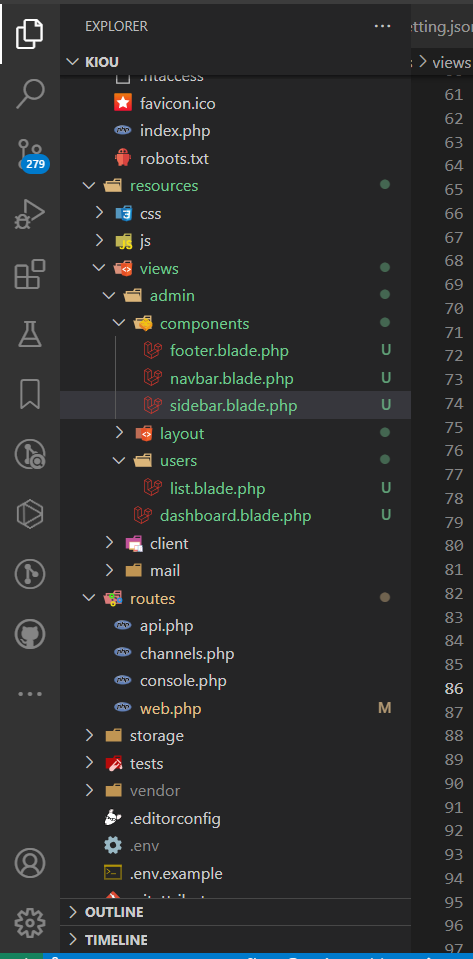 EXPLORER
etting.json
KIOU
views
.htaccess
favicon.ico
index.php
robots.txt
resources
css
js
views
admin
components
footer.blade.php U
navbar.blade.php U
sidebar.blade.php U
layout
users
list.blade.php U
dashboard.blade.php U
client
mail
routes
api.php
channels.php
console.php
web.php M
storage
tests
vendor
.editorconfig
.env
.env.example
OUTLINE
TIMELINE
279
61
62
63
64
65
66
67
68
69
70
71
72
73
74
75
76
77
78
79
80
81
82
83
84
85
86
87
88
89
90
91
92
93
94
95
96
97